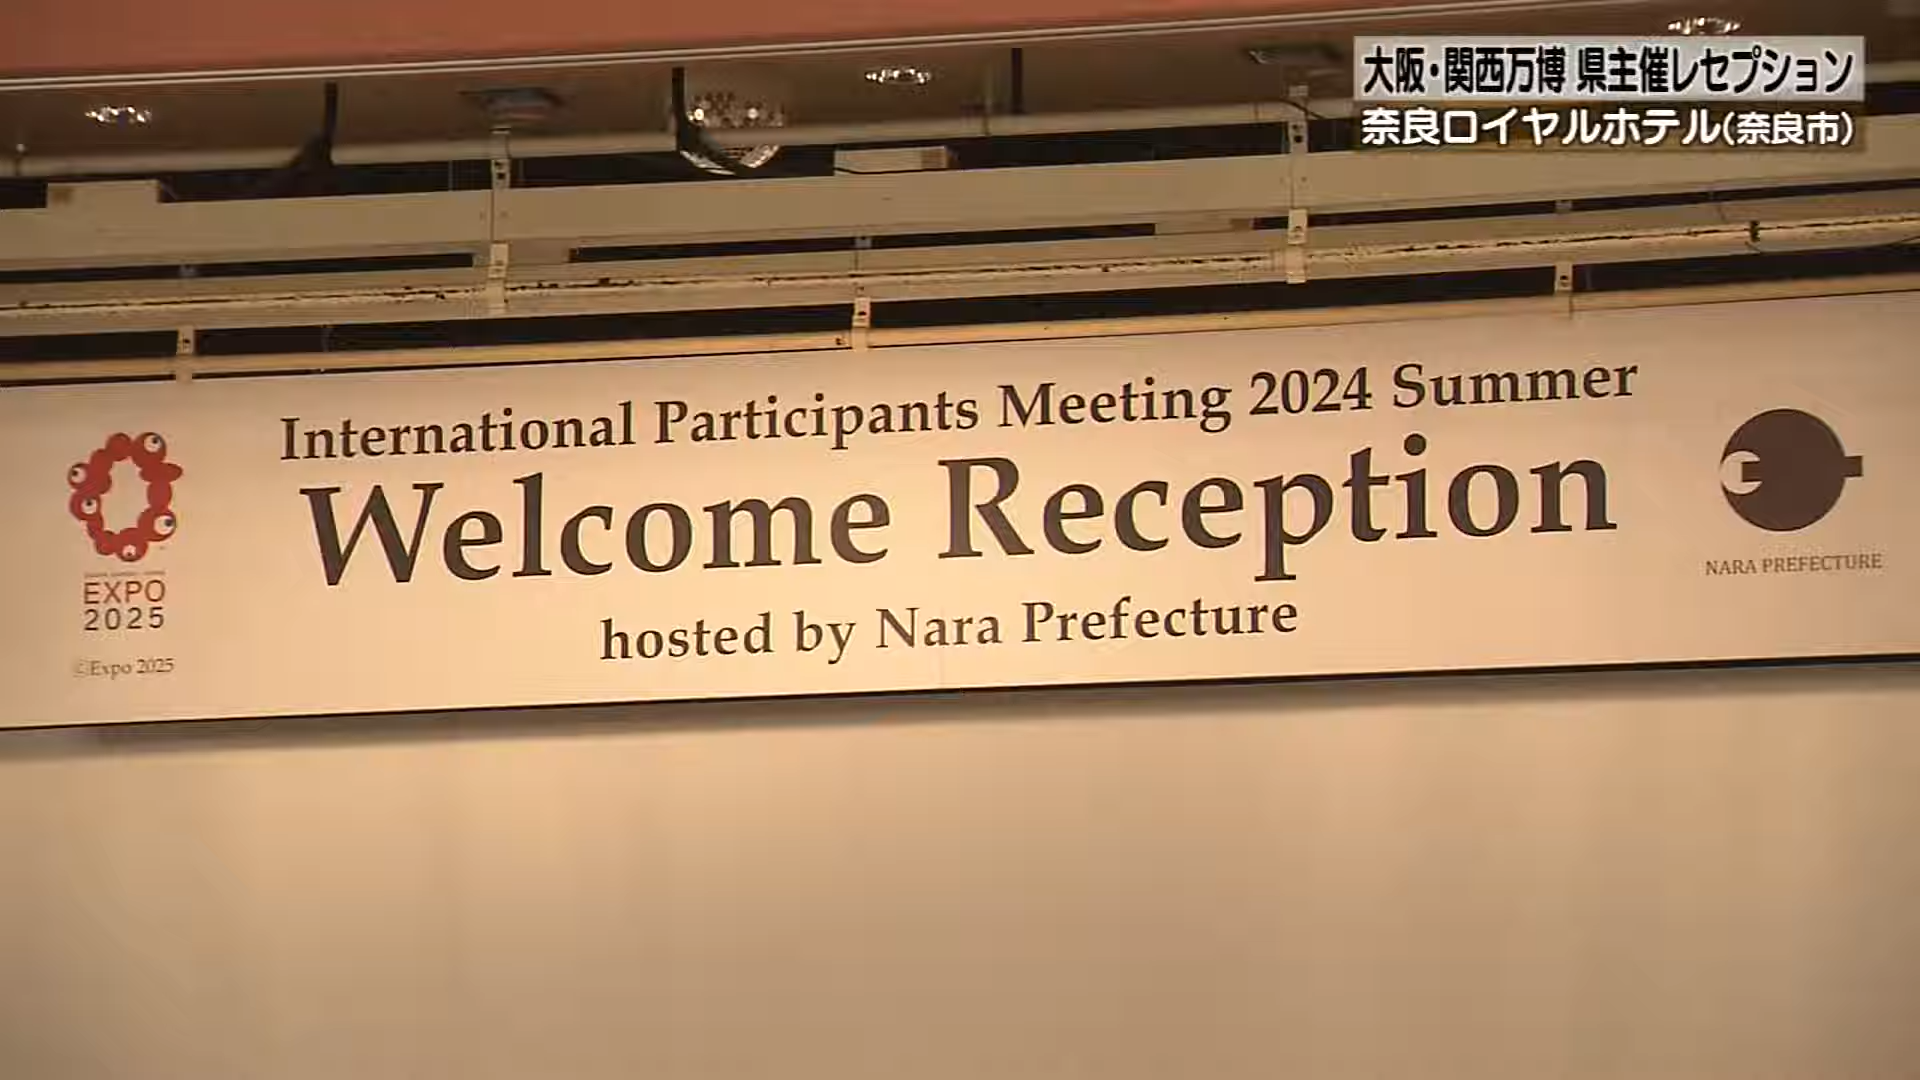 大阪・関西万博 県主催レセプション
奈良ロイヤルホテル(奈良市)
International Participants Meeting 2024 Summer
Welcome Reception
hosted by Nara Prefecture
EXPO
2025
©Expo 2025
NARA PREFECTURE